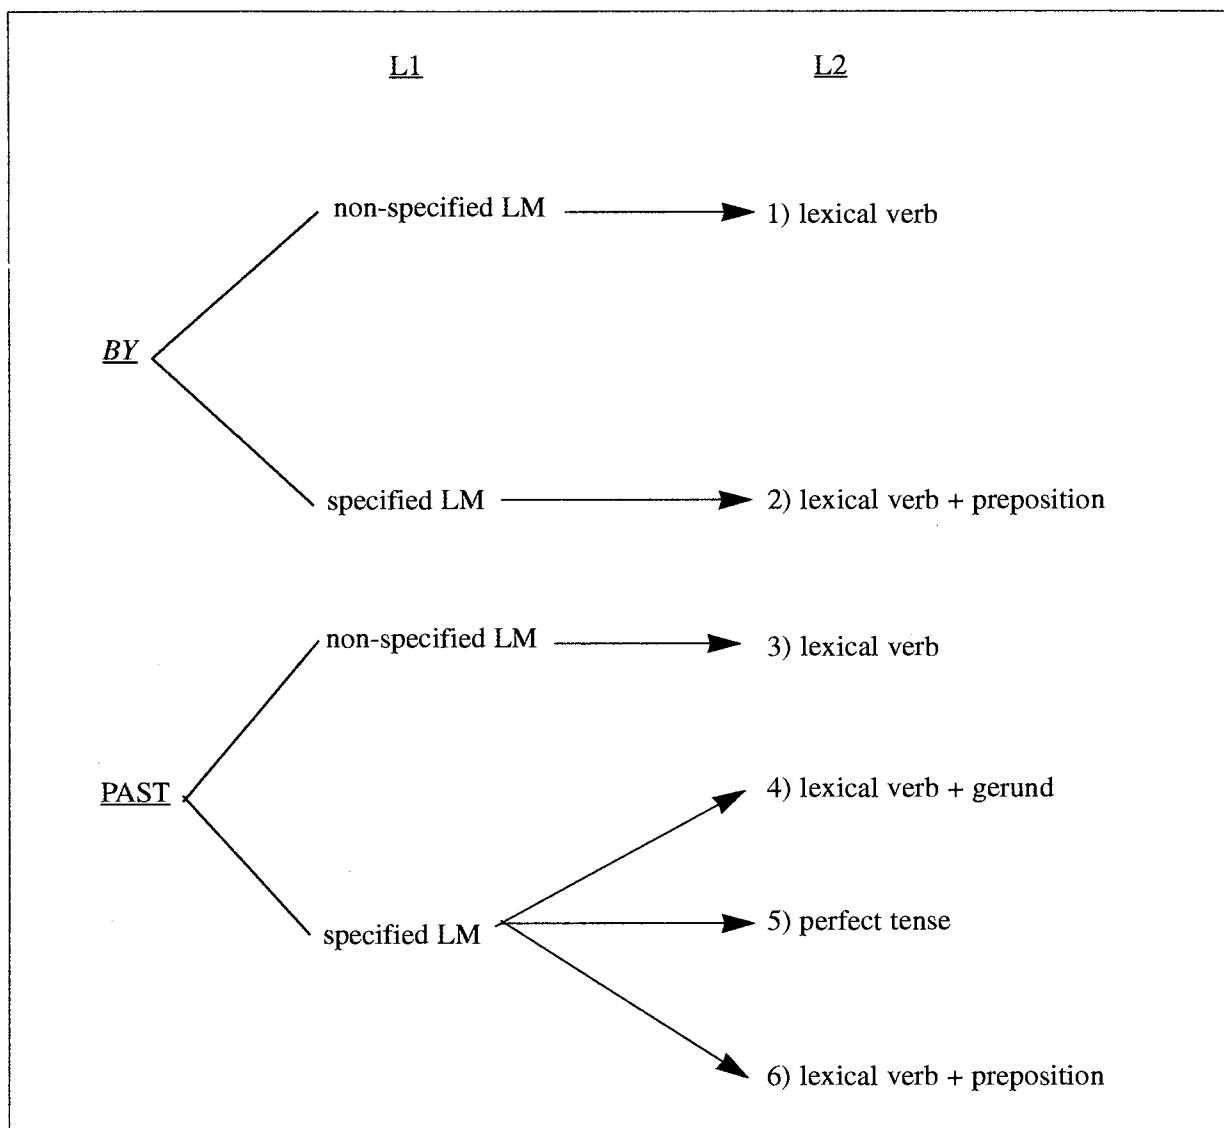 L1 L2
non-specified LM 1) lexical verb
BY
specified LM 2) lexical verb + preposition
non-specified LM 3) lexical verb
4) lexical verb + gerund
PAST
5) perfect tense
specified LM
6) lexical verb + preposition